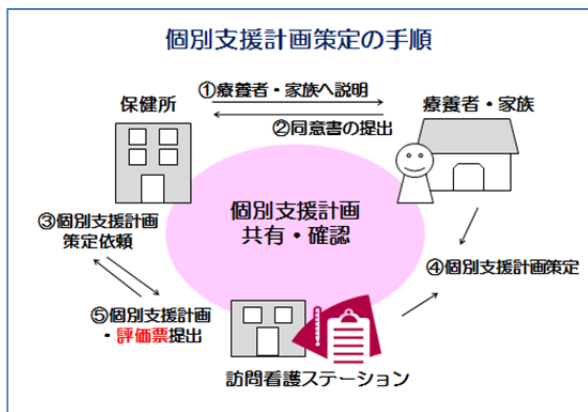 個別支援計画策定の手順
①療養者・家族へ説明
保健所
療養者・家族
②同意書の提出
個別支援計画
共有・確認
③個別支援計画
策定依頼
④個別支援計画策定
⑤個別支援計画
・評価票提出
訪問看護ステーション